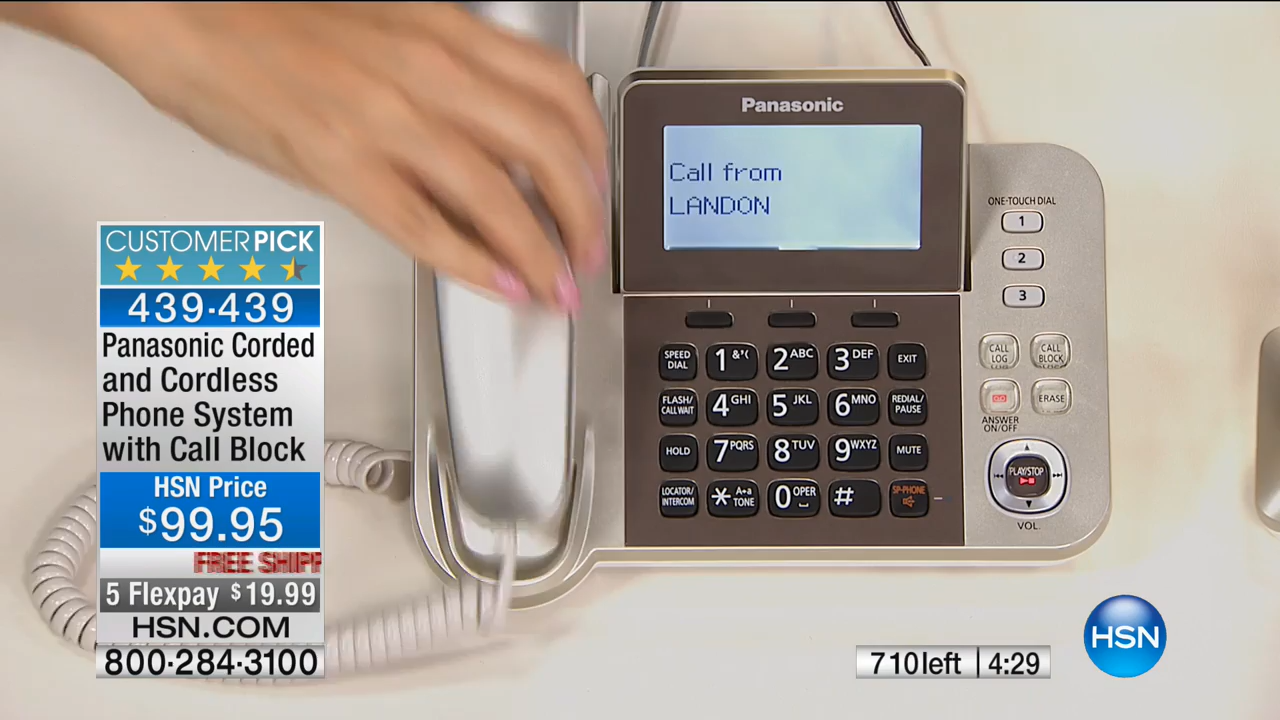 CUSTOMER PICK
439-439
Panasonic Corded
and Cordless
Phone System
with Call Block
HSN Price
$99.95
FREE SHIPP
5 Flexpay $19.99
HSN.COM
800-284-3100
Panasonic
Call from
LANDON
ONE-TOUCH DIAL
1
2
3
CALL LOG
CALL BLOCK
ERASE
ANSWER ON/OFF
PLAY/STOP
VOL.
SPEED DIAL
1 &'(
2 ABC
3 DEF
EXIT
FLASH/ CALL WAIT
4 GHI
5 JKL
6 MNO
REDIAL/ PAUSE
HOLD
7 PQRS
8 TUV
9 WXYZ
MUTE
LOCATOR/ INTERCOM
* A→a TONE
0 OPER
#
SP-PHONE
HSN
710 left | 4:29